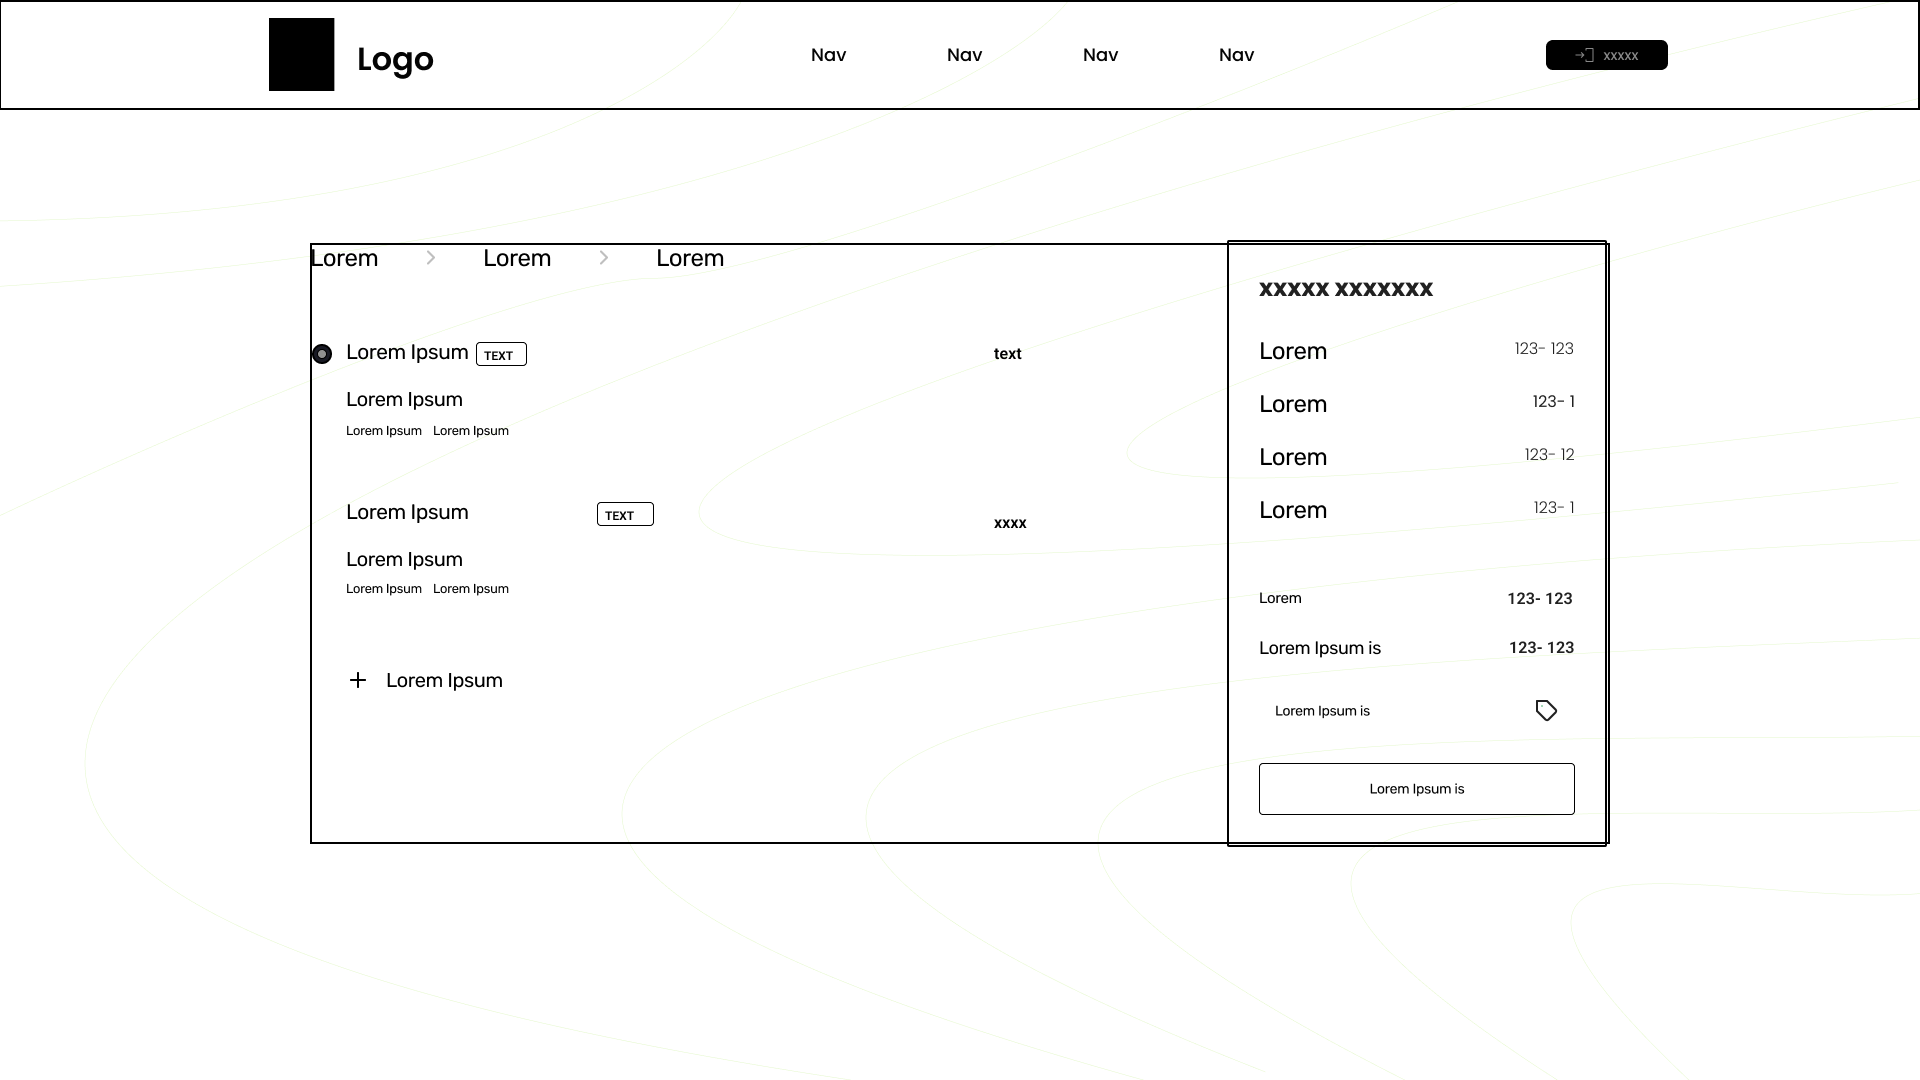 Logo Nav Nav Nav Nav xxxxx
Lorem Lorem Lorem
Lorem Ipsum TEXT text
Lorem Ipsum
Lorem Ipsum Lorem Ipsum
Lorem Ipsum TEXT xxxx
Lorem Ipsum
Lorem Ipsum Lorem Ipsum
Lorem Ipsum
xxxxx xxxxxxx
Lorem 123- 123
Lorem 123- 1
Lorem 123- 12
Lorem 123- 1
Lorem 123- 123
Lorem Ipsum is 123- 123
Lorem Ipsum is
Lorem Ipsum is